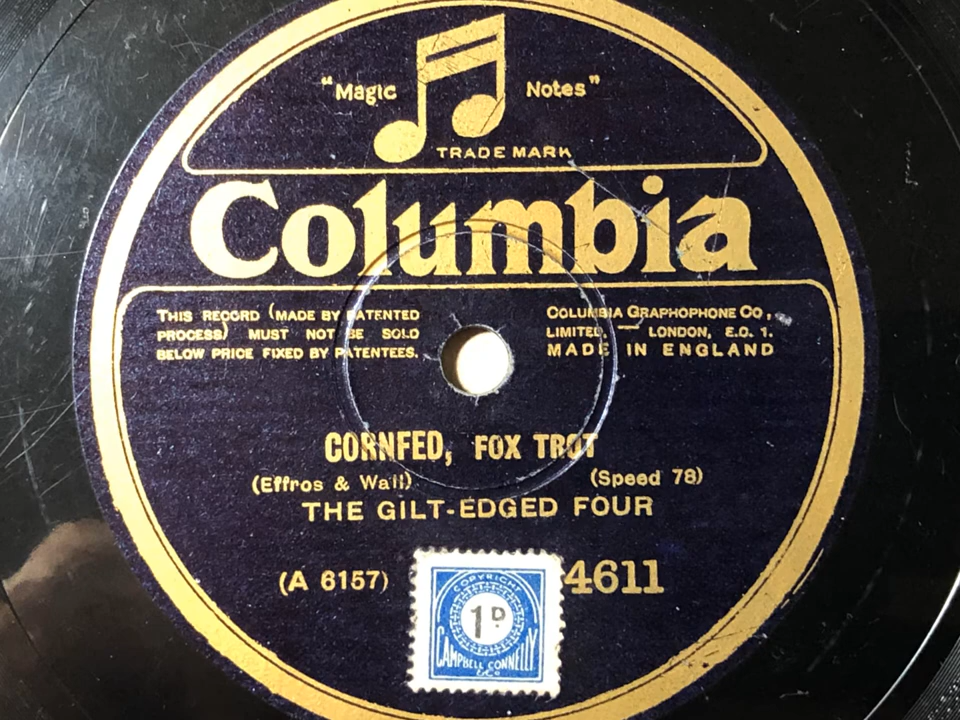 "Magic Notes"
TRADE MARK
Columbia
THIS RECORD (MADE BY PATENTED
PROCESS) MUST NOT BE SOLD
BELOW PRICE FIXED BY PATENTEES.
COLUMBIA GRAPHOPHONE CO.,
LIMITED, — LONDON, E.C. 1.
MADE IN ENGLAND
CORNFED, FOX TROT
(Effros & Wall) (Speed 78)
THE GILT-EDGED FOUR
(A 6157) 4611
COPYRIGHT
1D
CAMPBELL CONNELLY
& Co